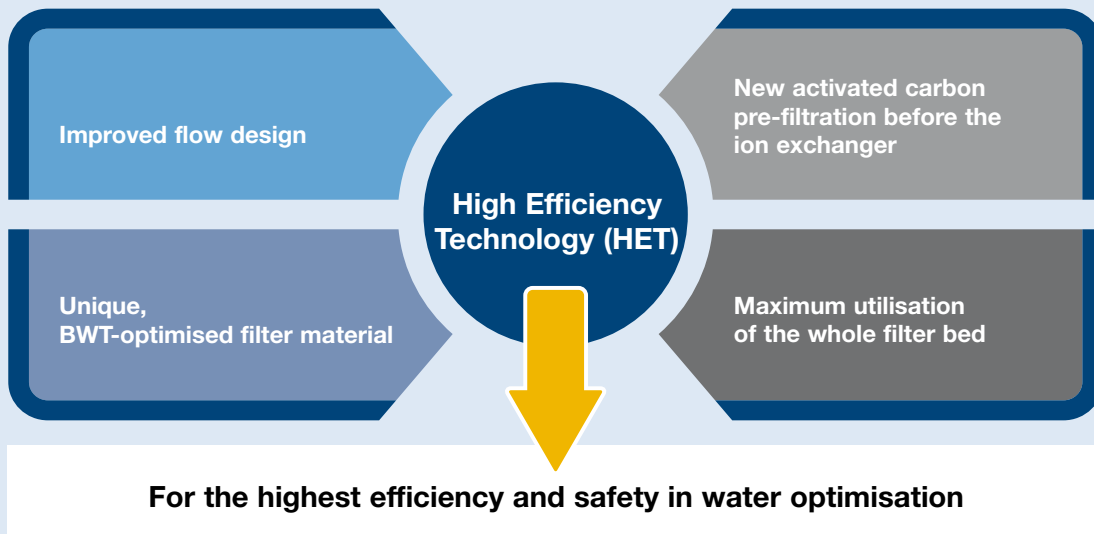 Improved flow design
New activated carbon
pre-filtration before the
ion exchanger
High Efficiency
Technology (HET)
Unique,
BWT-optimised filter material
Maximum utilisation
of the whole filter bed
For the highest efficiency and safety in water optimisation